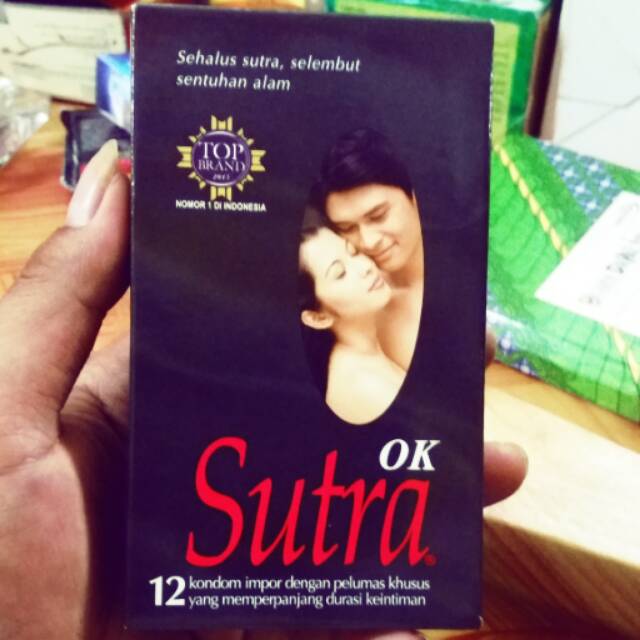 Sehalus sutra, selembut
sentuhan alam
TOP
BRAND
2015
NOMOR 1 DI INDONESIA
OK
Sutra®
12 kondom impor dengan pelumas khusus
yang memperpanjang durasi keintiman